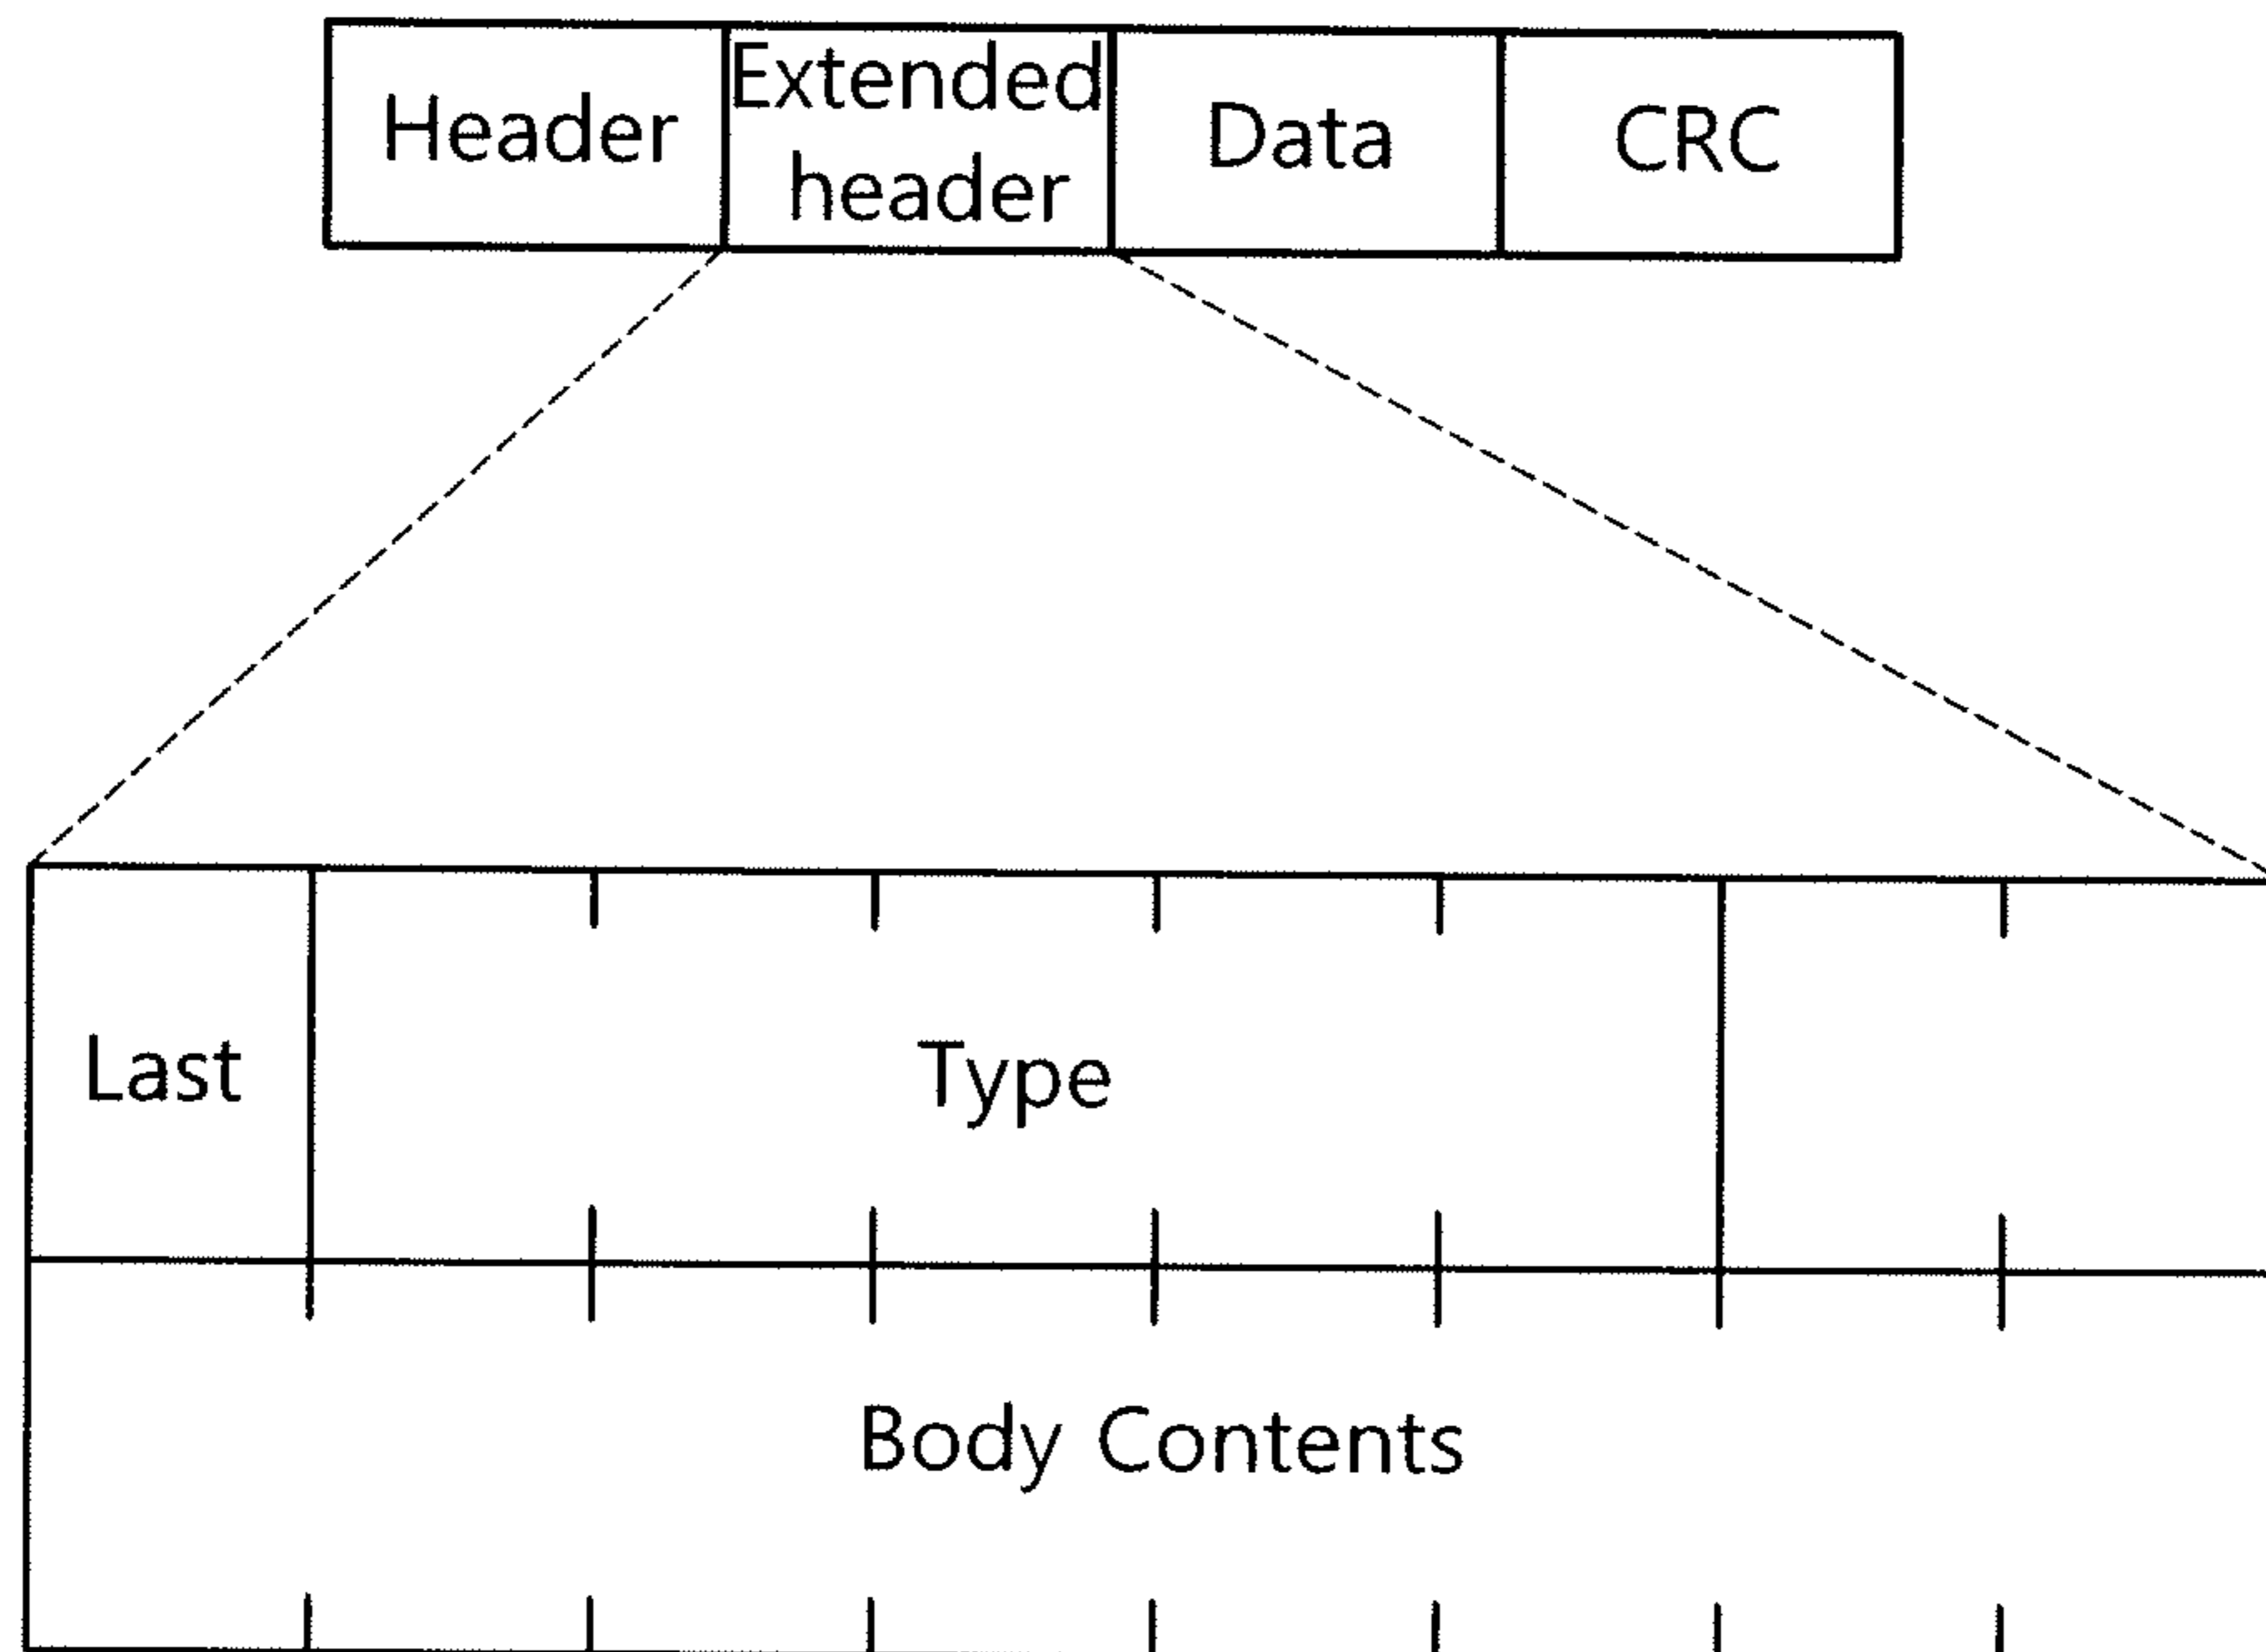 Header
Extended
header
Data
CRC
Last
Type
Body Contents